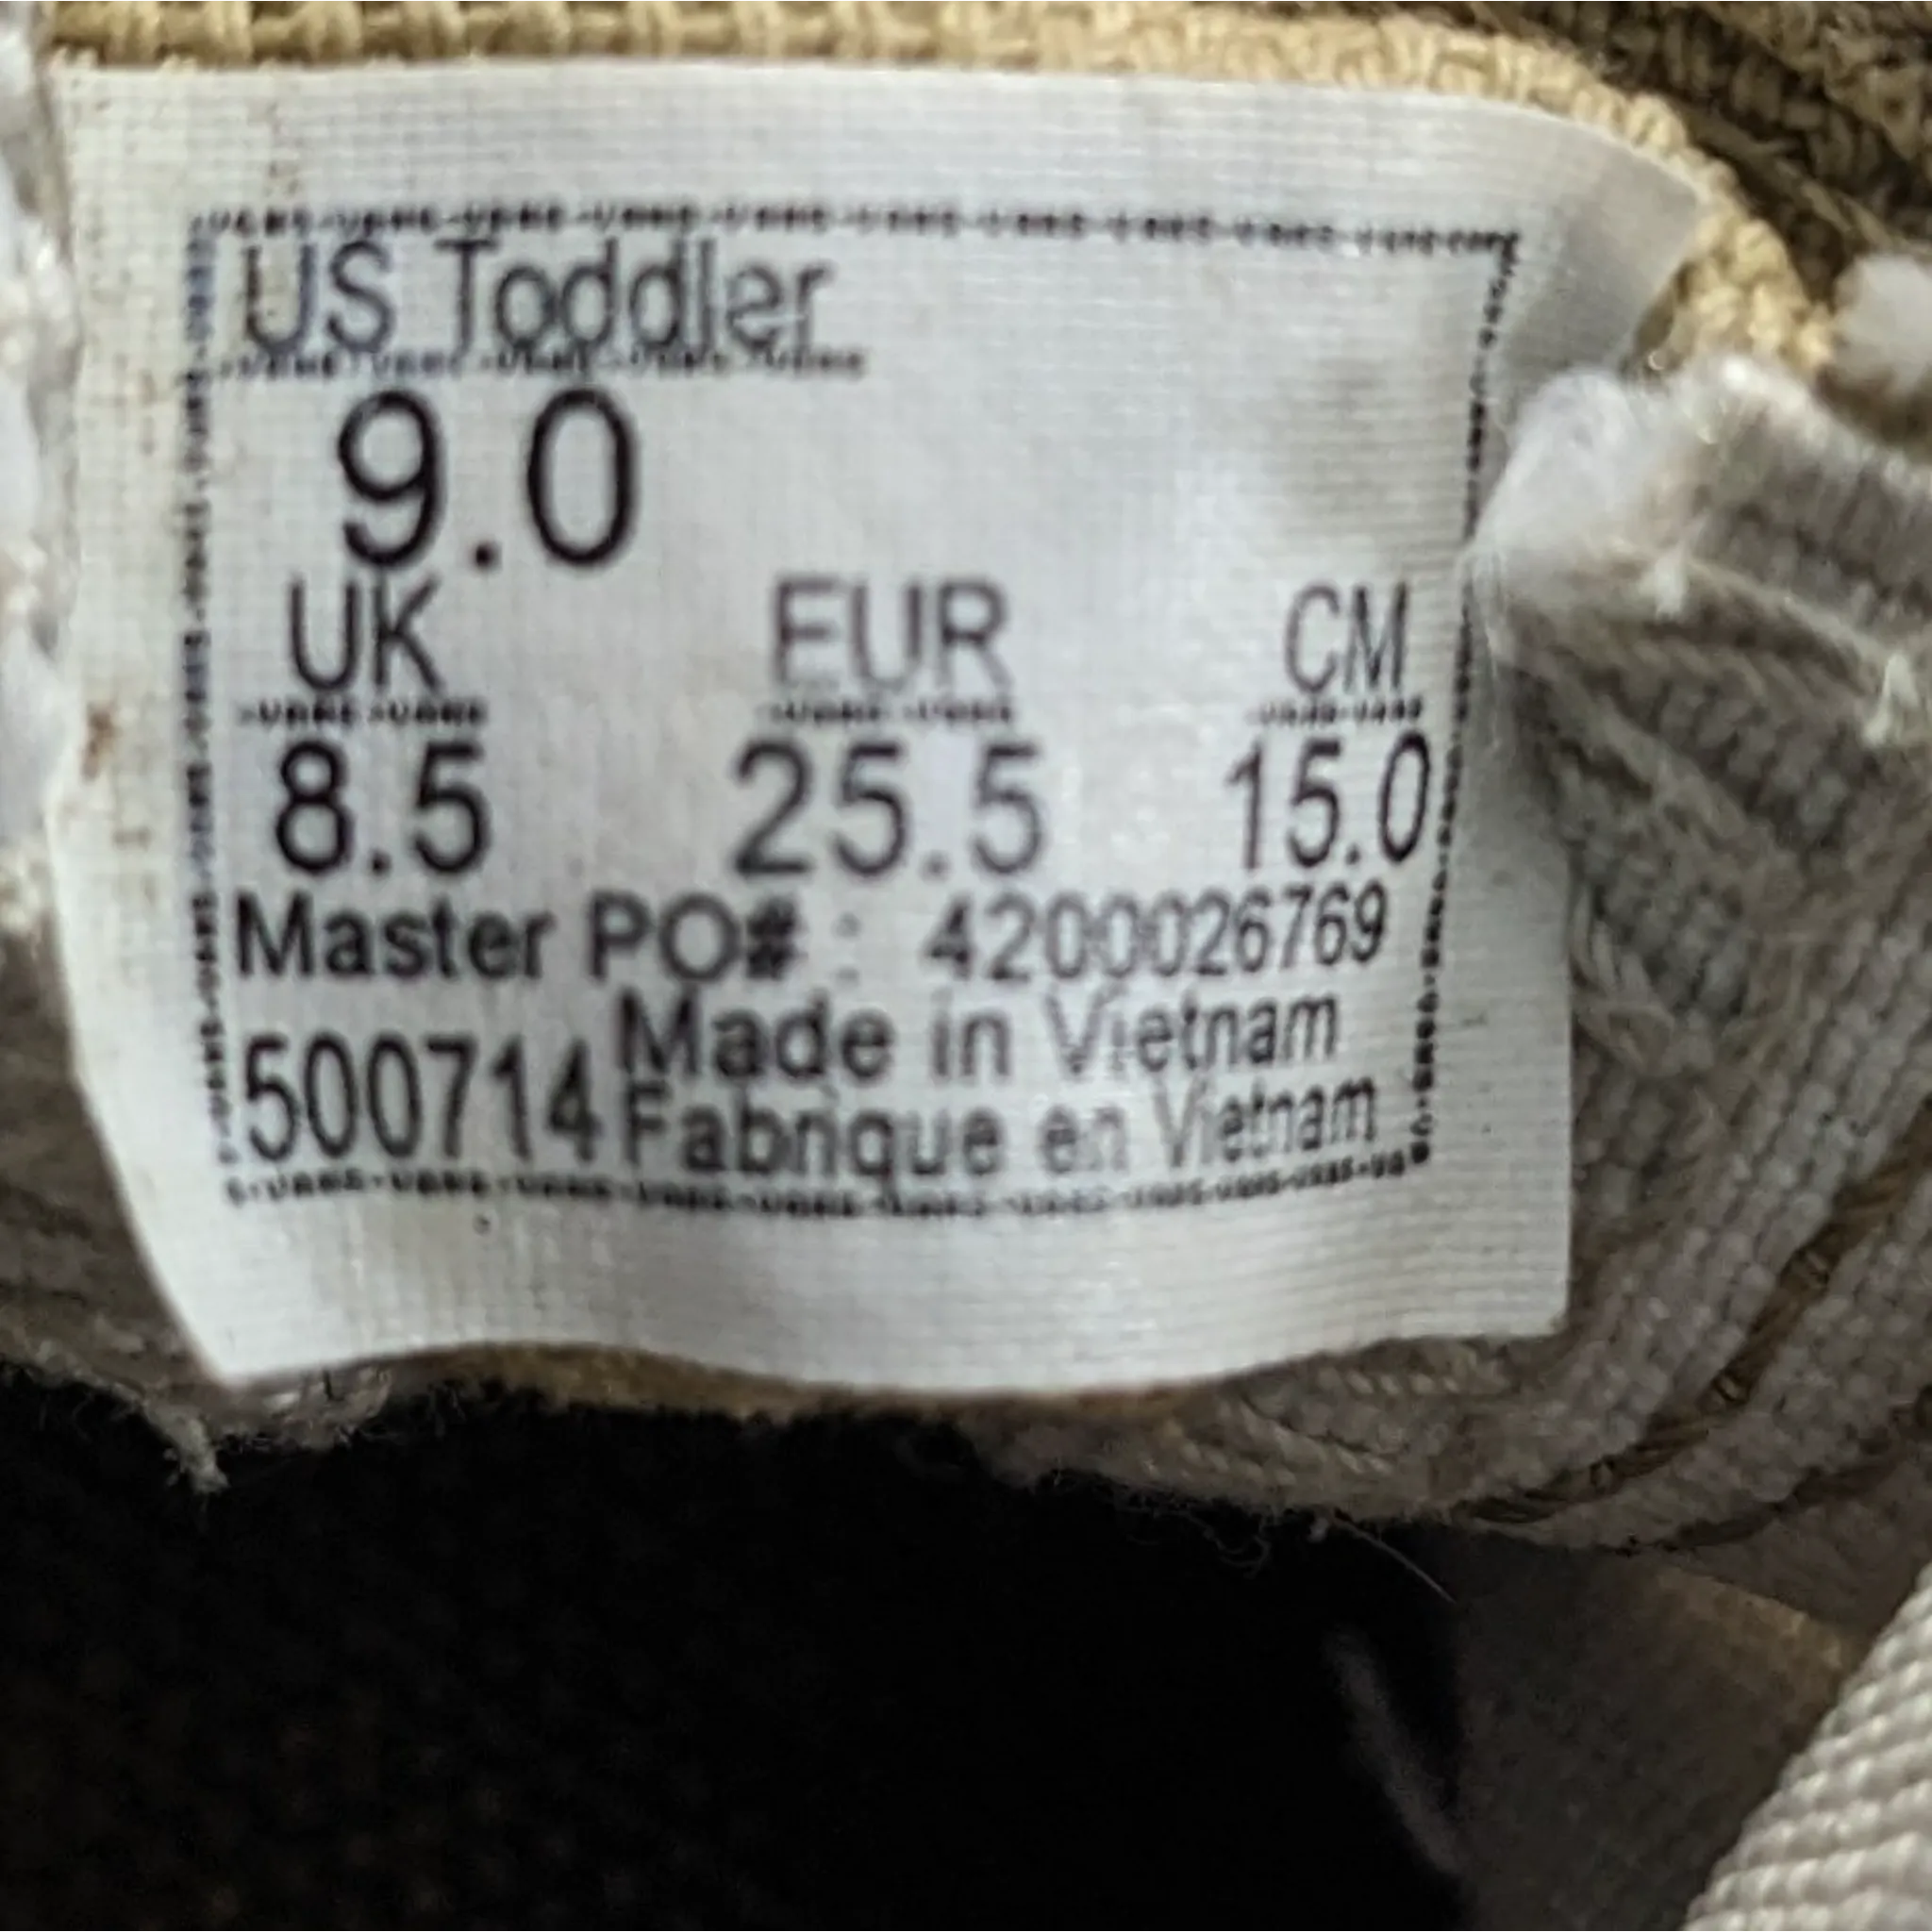 US Toddler
9.0
UK EUR CM
8.5 25.5 15.0
Master PO# : 4200026769
Made in Vietnam
500714 Fabrique en Vietnam